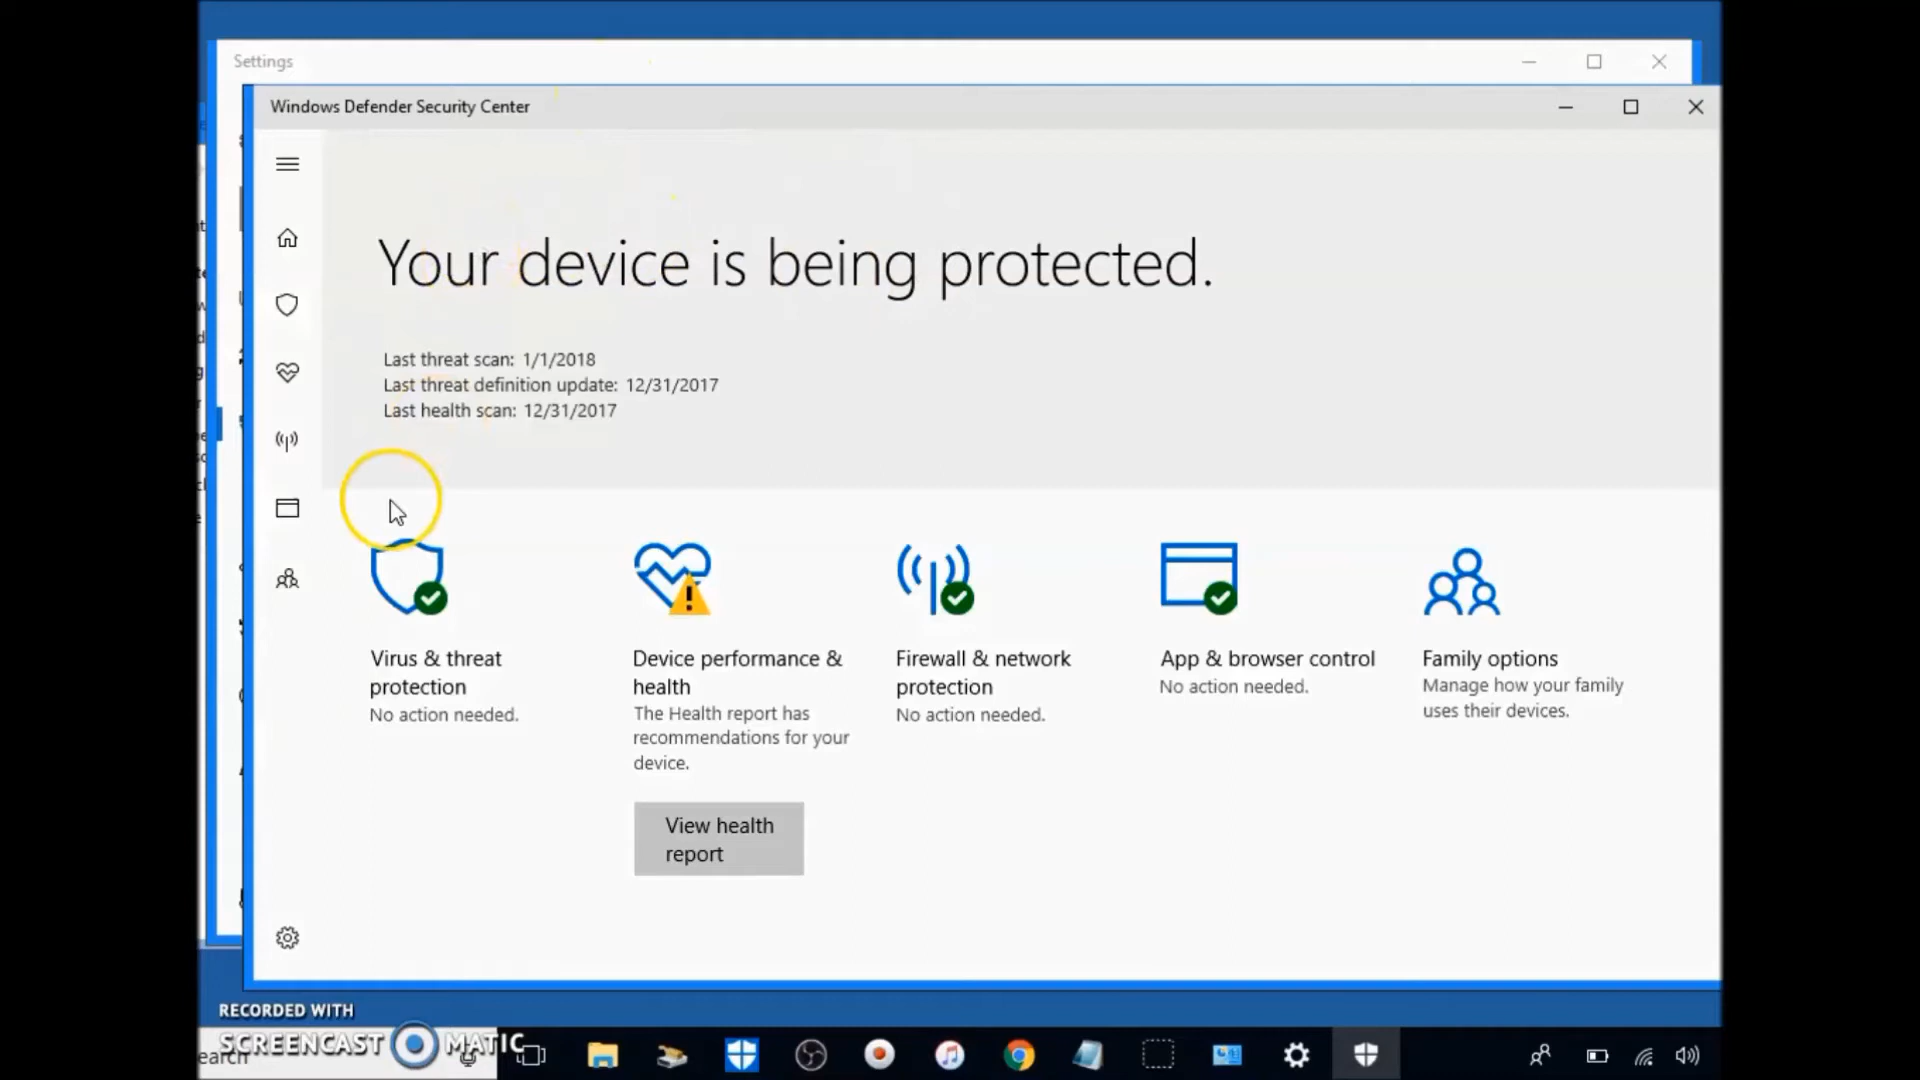 Settings
Windows Defender Security Center
Your device is being protected.
Last threat scan: 1/1/2018
Last threat definition update: 12/31/2017
Last health scan: 12/31/2017
Virus & threat
protection
No action needed.
Device performance &
health
The Health report has
recommendations for your
device.
View health
report
Firewall & network
protection
No action needed.
App & browser control
No action needed.
Family options
Manage how your family
uses their devices.
RECORDED WITH
SCREENCAST MATIC
earch